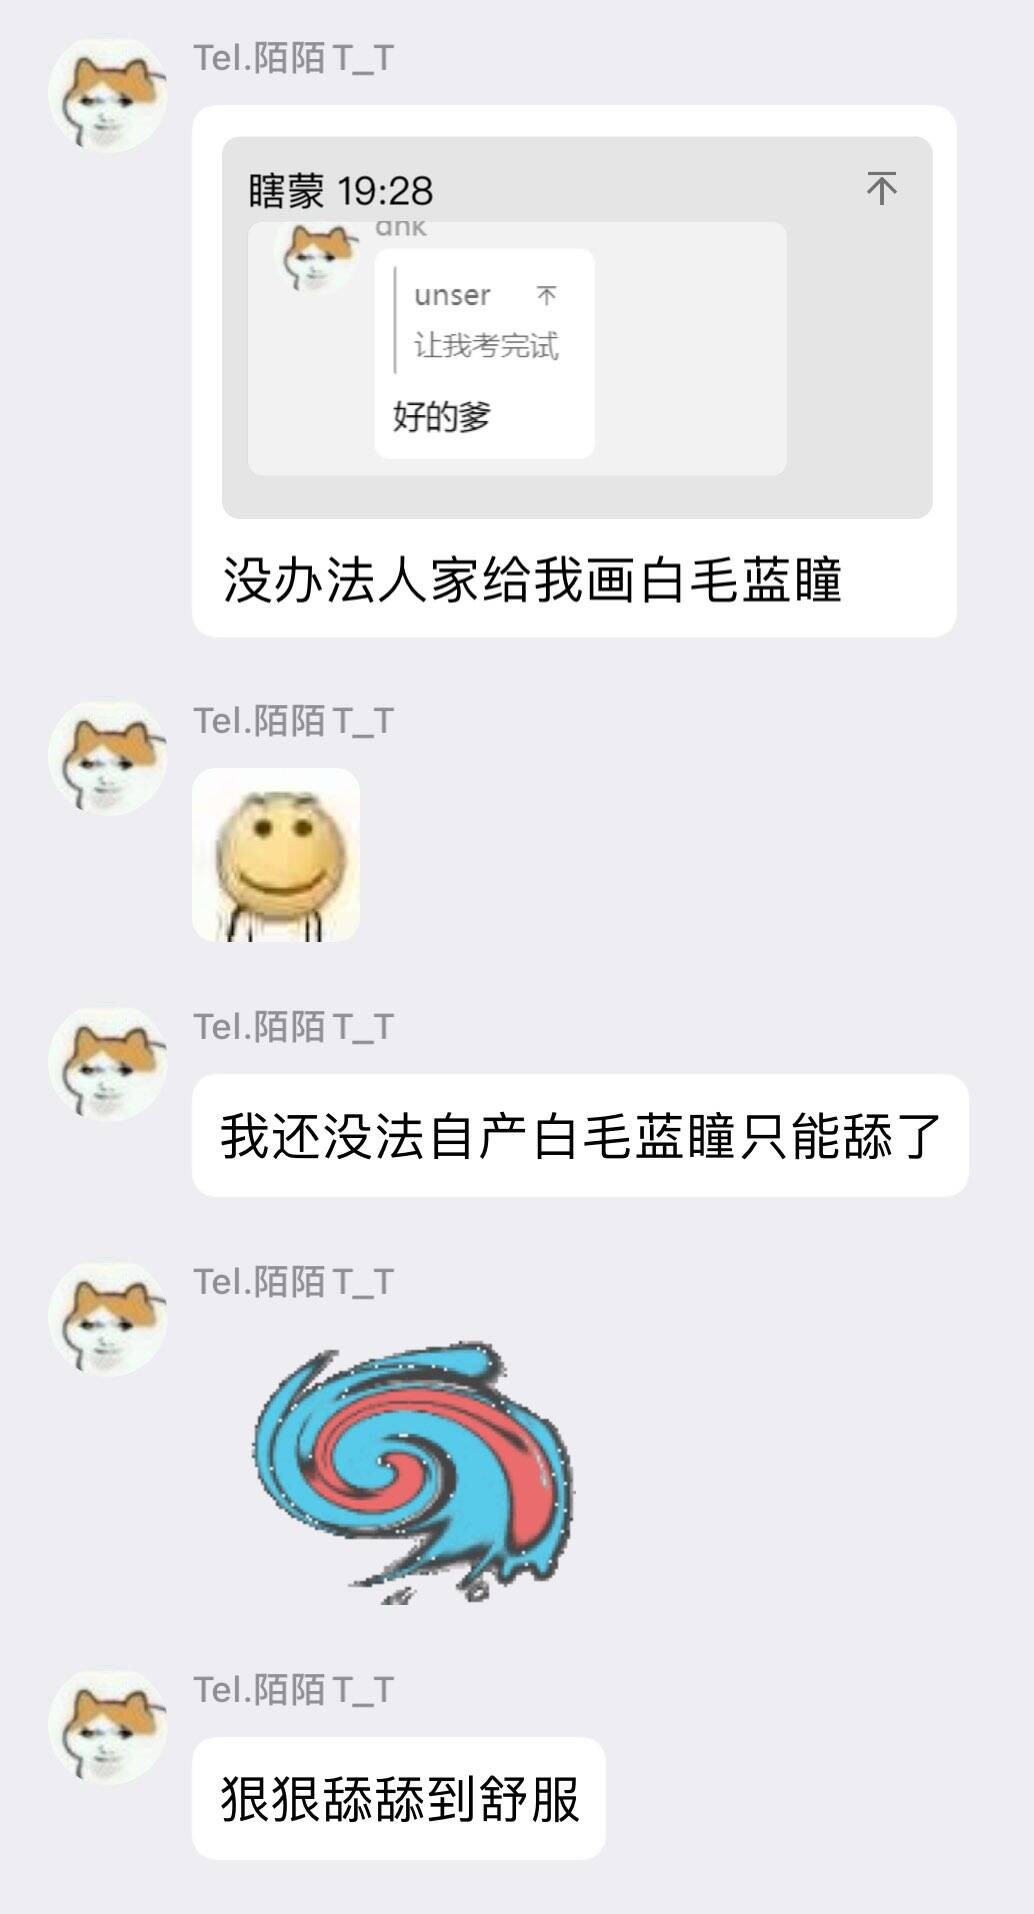 Tel.陌陌 T_T
瞎蒙 19:28
dnk
unser
让我考完试
好的爹
没办法人家给我画白毛蓝瞳
Tel.陌陌 T_T
Tel.陌陌 T_T
我还没法自产白毛蓝瞳只能舔了
Tel.陌陌 T_T
Tel.陌陌 T_T
狠狠舔舔到舒服